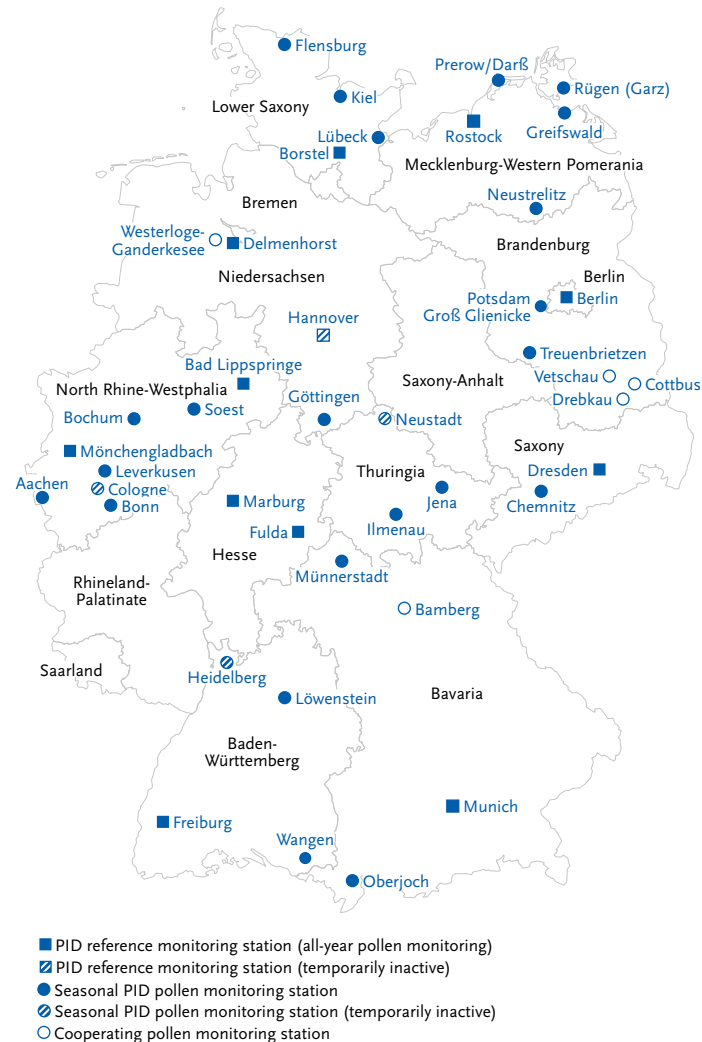 Flensburg
Prerow/Darß
Rügen (Garz)
Kiel
Lower Saxony
Lübeck
Rostock
Greifswald
Borstel
Mecklenburg-Western Pomerania
Neustrelitz
Bremen
Westerloge-
Ganderkesee
Delmenhorst
Brandenburg
Niedersachsen
Berlin
Potsdam
Groß Glienicke
Berlin
Hannover
Treuenbrietzen
Bad Lippspringe
Vetschau
North Rhine-Westphalia
Saxony-Anhalt
Cottbus
Göttingen
Drebkau
Soest
Bochum
Neustadt
Saxony
Mönchengladbach
Leverkusen
Thuringia
Dresden
Aachen
Cologne
Bonn
Marburg
Jena
Chemnitz
Ilmenau
Fulda
Hesse
Münnerstadt
Rhineland-
Palatinate
Bamberg
Saarland
Heidelberg
Löwenstein
Bavaria
Baden-
Württemberg
Munich
Freiburg
Wangen
Oberjoch
PID reference monitoring station (all-year pollen monitoring)
PID reference monitoring station (temporarily inactive)
Seasonal PID pollen monitoring station
Seasonal PID pollen monitoring station (temporarily inactive)
Cooperating pollen monitoring station